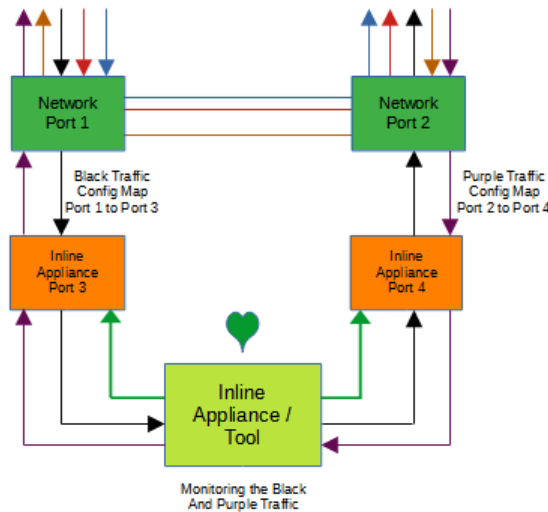 Network
Port 1
Network
Port 2
Black Traffic
Config Map
Port 1 to Port 3
Purple Traffic
Config Map
Port 2 to Port 4
Inline
Appliance
Port 3
Inline
Appliance
Port 4
Inline
Appliance /
Tool
Monitoring the Black
And Purple Traffic